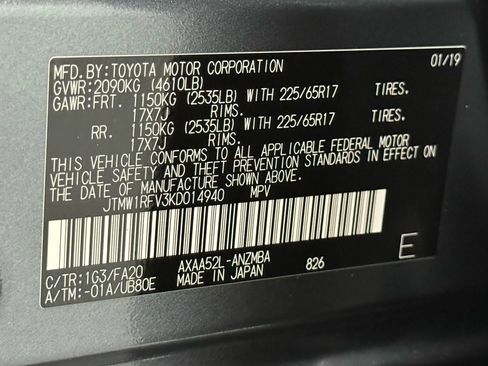 MFD.BY:TOYOTA MOTOR CORPORATION 01/19
GVWR:2090KG (4610LB)
GAWR:FRT. 1150KG (2535LB) WITH 225/65R17 TIRES.
17X7J RIMS.
RR. 1150KG (2535LB) WITH 225/65R17 TIRES.
17X7J RIMS.
THIS VEHICLE CONFORMS TO ALL APPLICABLE FEDERAL MOTOR
VEHICLE SAFETY AND THEFT PREVENTION STANDARDS IN EFFECT ON
THE DATE OF MANUFACTURE SHOWN ABOVE.
JTMW1RFV3KD014940 MPV
C/TR:1G3/FA20 AXAA52L-ANZMBA E
A/TM:-01A/UB80E MADE IN JAPAN 826